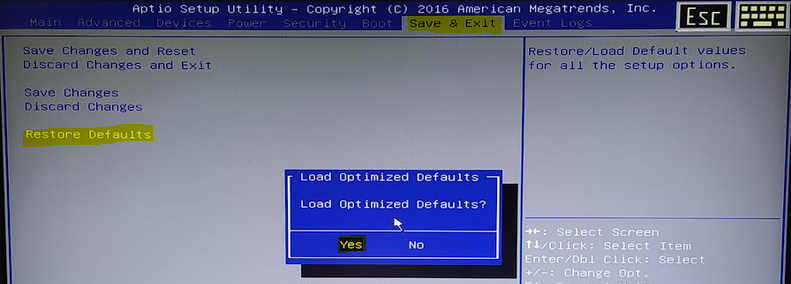 Aptio Setup Utility – Copyright (C) 2016 American Megatrends, Inc.
Main Advanced Devices Power Security Boot Save & Exit Event Logs
Esc
Save Changes and Reset
Discard Changes and Exit
Save Changes
Discard Changes
Restore Defaults
Load Optimized Defaults
Load Optimized Defaults?
Yes No
Restore/Load Default values
for all the setup options.
→←: Select Screen
↑↓/Click: Select Item
Enter/Dbl Click: Select
+/-: Change Opt.